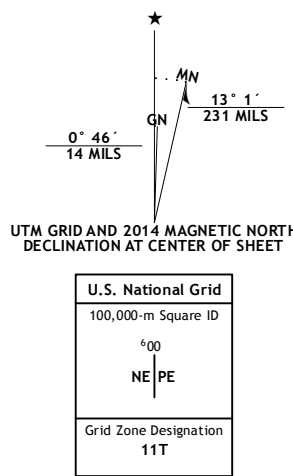 ★
MN
GN
13° 1´
231 MILS
0° 46´
14 MILS
UTM GRID AND 2014 MAGNETIC NORTH
DECLINATION AT CENTER OF SHEET
U.S. National Grid
100,000-m Square ID
⁶00
NE PE
Grid Zone Designation
11T